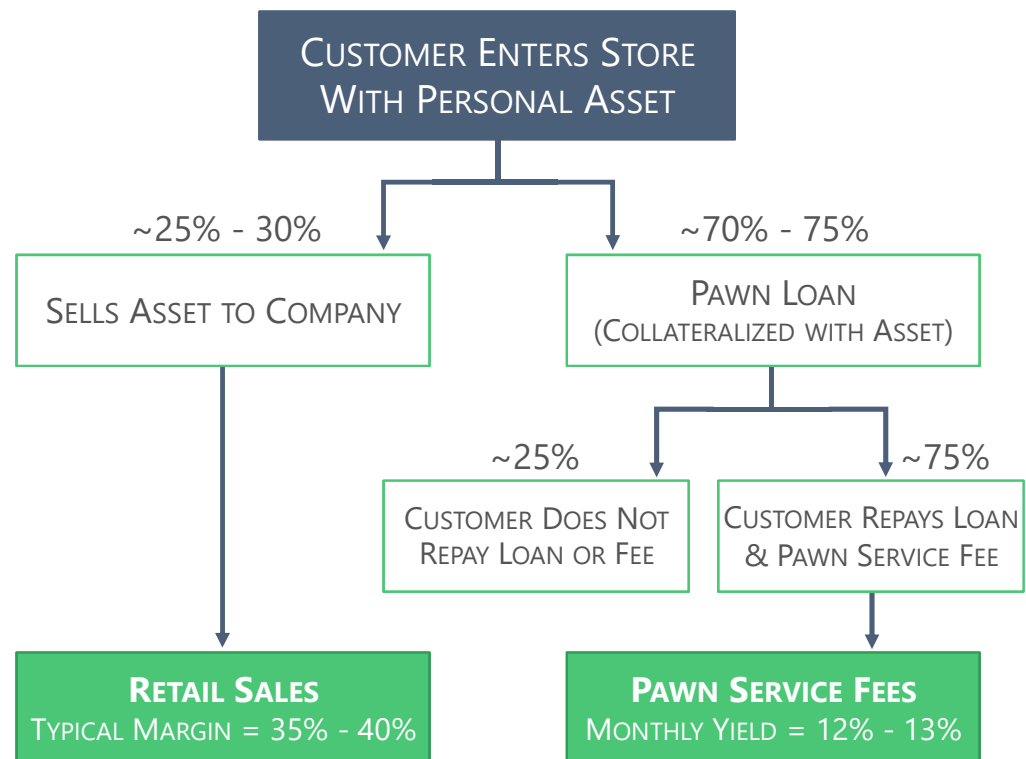 Customer Enters Store
With Personal Asset
~25% - 30%
~70% - 75%
Sells Asset to Company
Pawn Loan
(Collateralized with Asset)
~25%
~75%
Customer Does Not
Repay Loan or Fee
Customer Repays Loan
& Pawn Service Fee
Retail Sales
Typical Margin = 35% - 40%
Pawn Service Fees
Monthly Yield = 12% - 13%